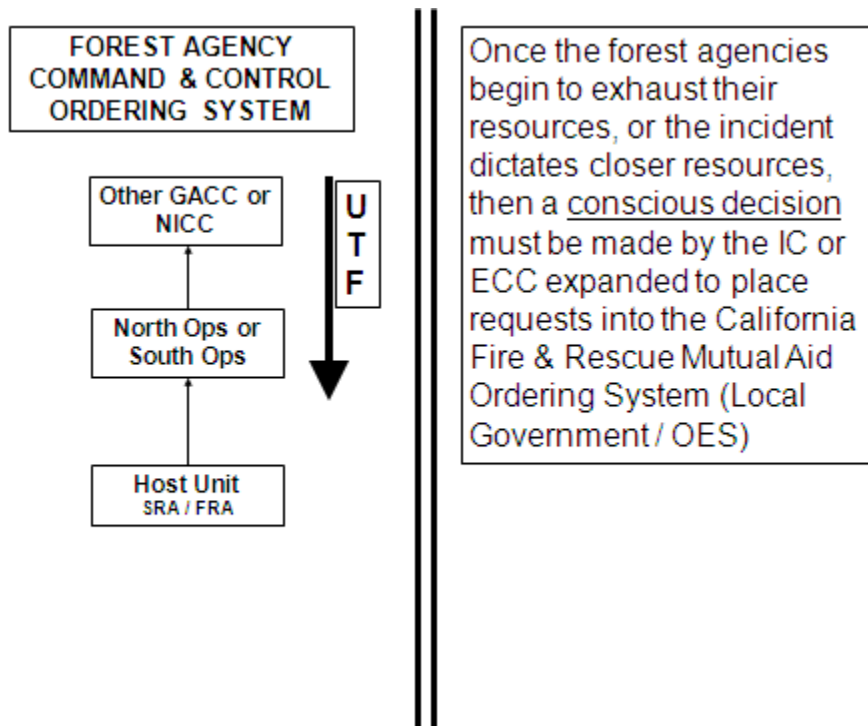 FOREST AGENCY
COMMAND & CONTROL
ORDERING SYSTEM
Other GACC or
NICC
U
T
F
North Ops or
South Ops
Host Unit
SRA / FRA
Once the forest agencies
begin to exhaust their
resources, or the incident
dictates closer resources,
then a conscious decision
must be made by the IC or
ECC expanded to place
requests into the California
Fire & Rescue Mutual Aid
Ordering System (Local
Government / OES)